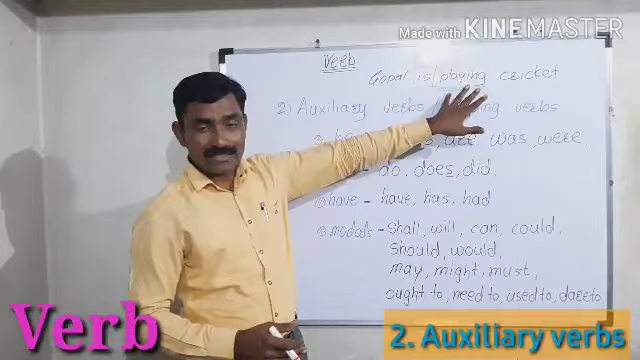 Made with KINEMASTER
Verb
Gopal is playing cricket
2) Auxiliary verbs verbs
was, were
do, does, did.
have - have, has, had
modals - Shall, will, can, could,
Should, would,
may, might, must,
ought to, need to, used to, dare to,
Verb
2. Auxiliary verbs